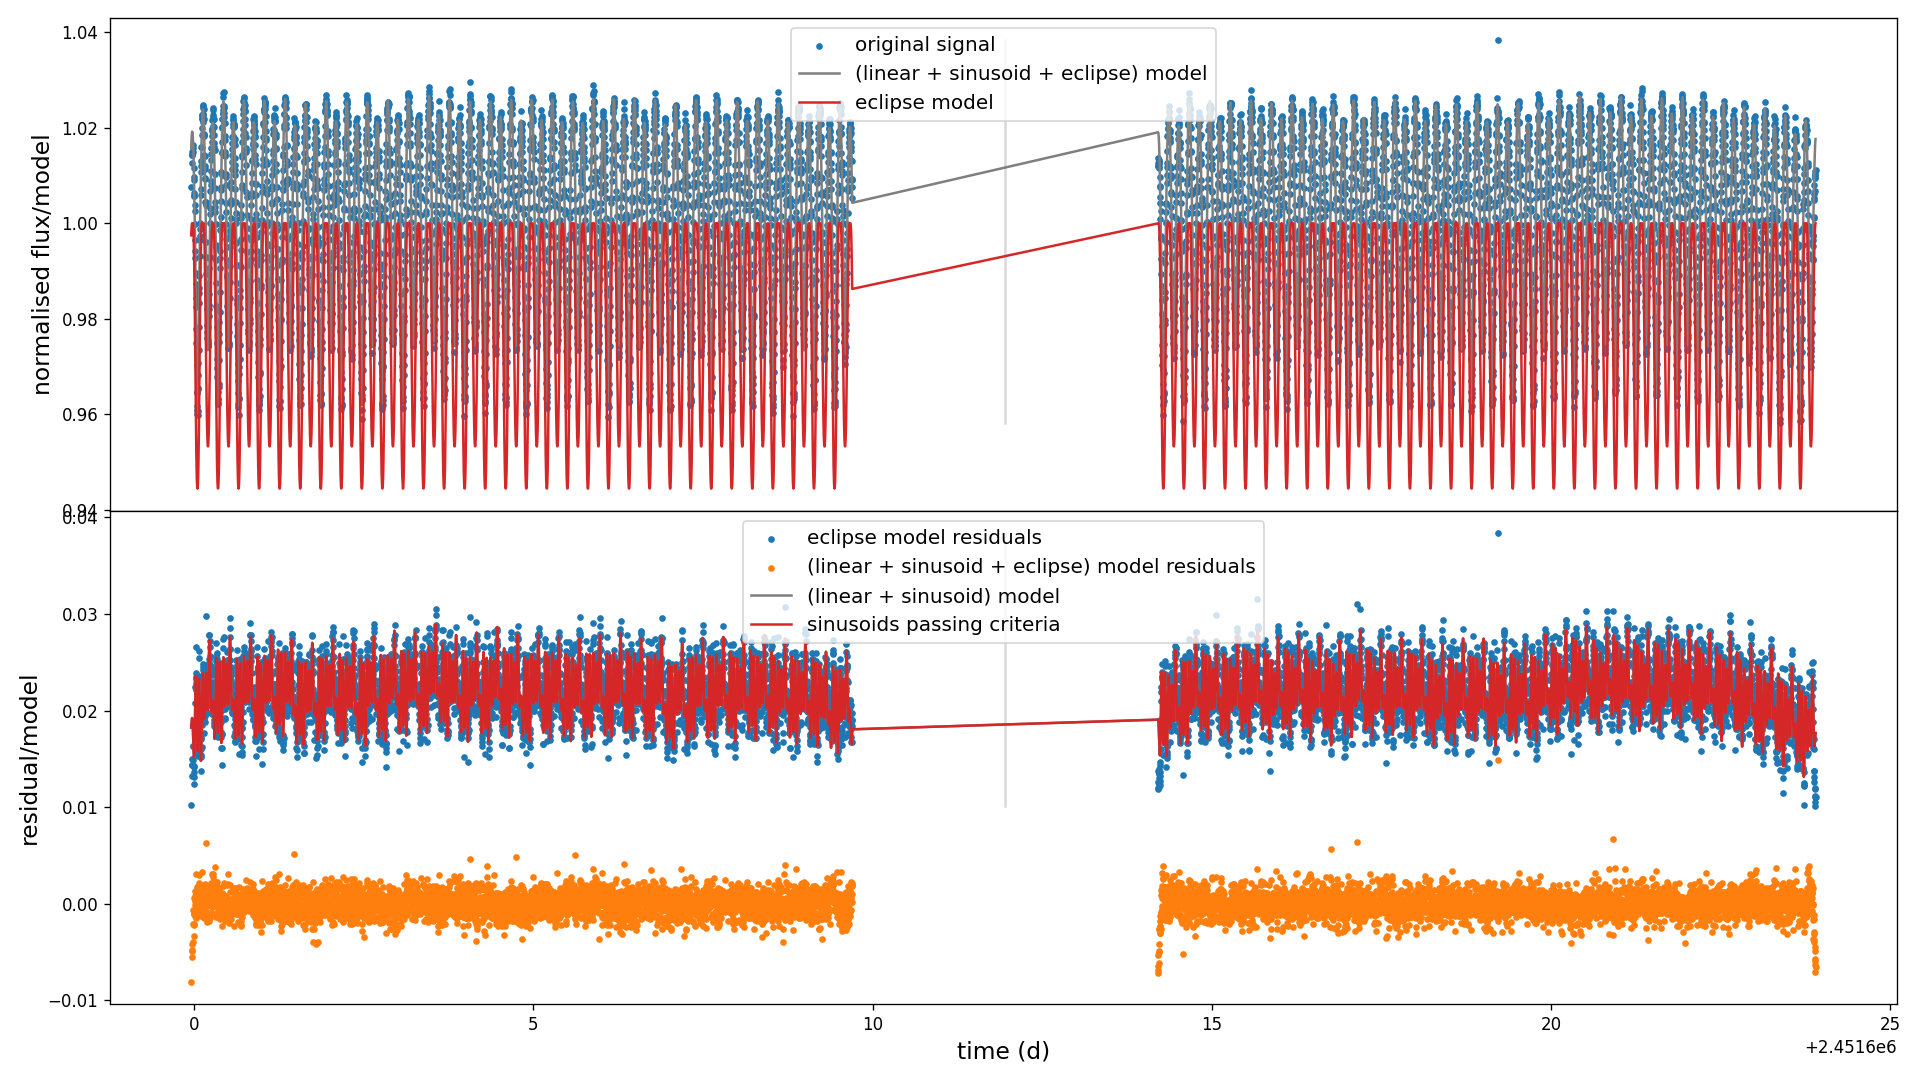 original signal
(linear + sinusoid + eclipse) model
eclipse model
normalised flux/model
1.04
1.02
1.00
0.98
0.96
0.94
eclipse model residuals
(linear + sinusoid + eclipse) model residuals
(linear + sinusoid) model
sinusoids passing criteria
residual/model
0.04
0.03
0.02
0.01
0.00
−0.01
0
5
10
15
20
25
time (d)
+2.4516e6